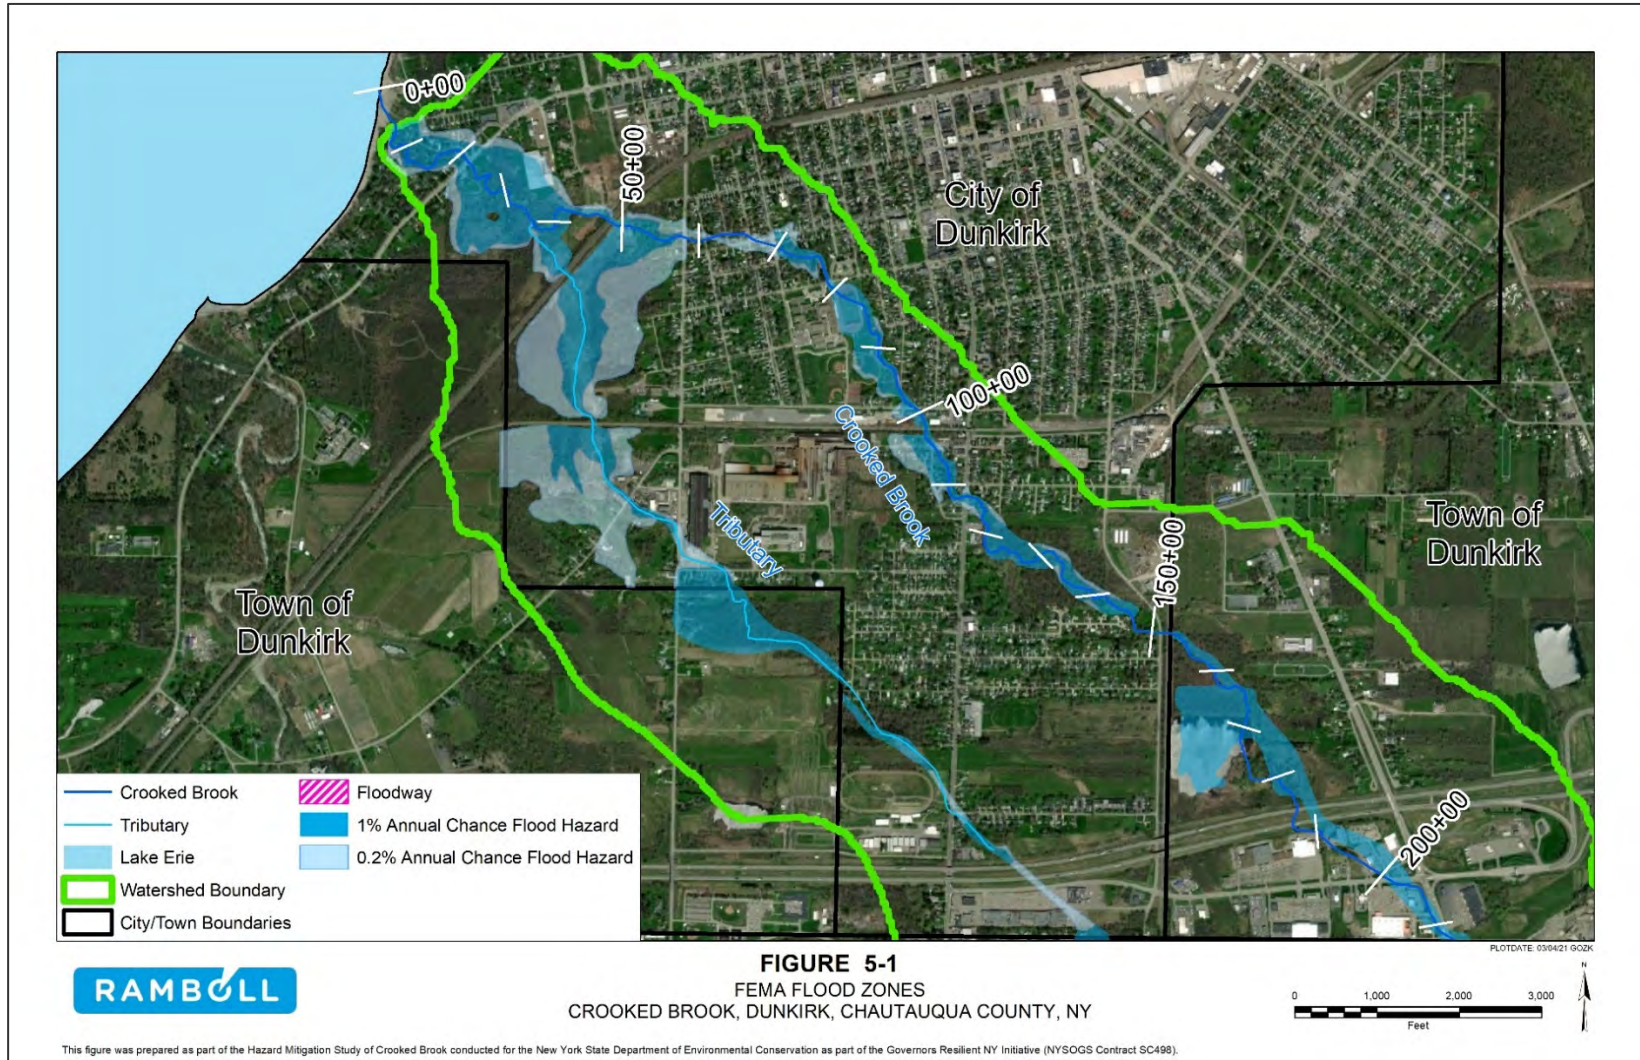 0+00
50+00
City of
Dunkirk
100+00
Crooked Brook
Tributary
150+00
Town of
Dunkirk
Town of
Dunkirk
200+00
Crooked Brook
Tributary
Lake Erie
Watershed Boundary
City/Town Boundaries
Floodway
1% Annual Chance Flood Hazard
0.2% Annual Chance Flood Hazard
PLOTDATE: 03/04/21 GOZK
RAMBOLL
FIGURE 5-1
FEMA FLOOD ZONES
CROOKED BROOK, DUNKIRK, CHAUTAUQUA COUNTY, NY
N
0 1,000 2,000 3,000
Feet
This figure was prepared as part of the Hazard Mitigation Study of Crooked Brook conducted for the New York State Department of Environmental Conservation as part of the Governors Resilient NY Initiative (NYSOGS Contract SC498).